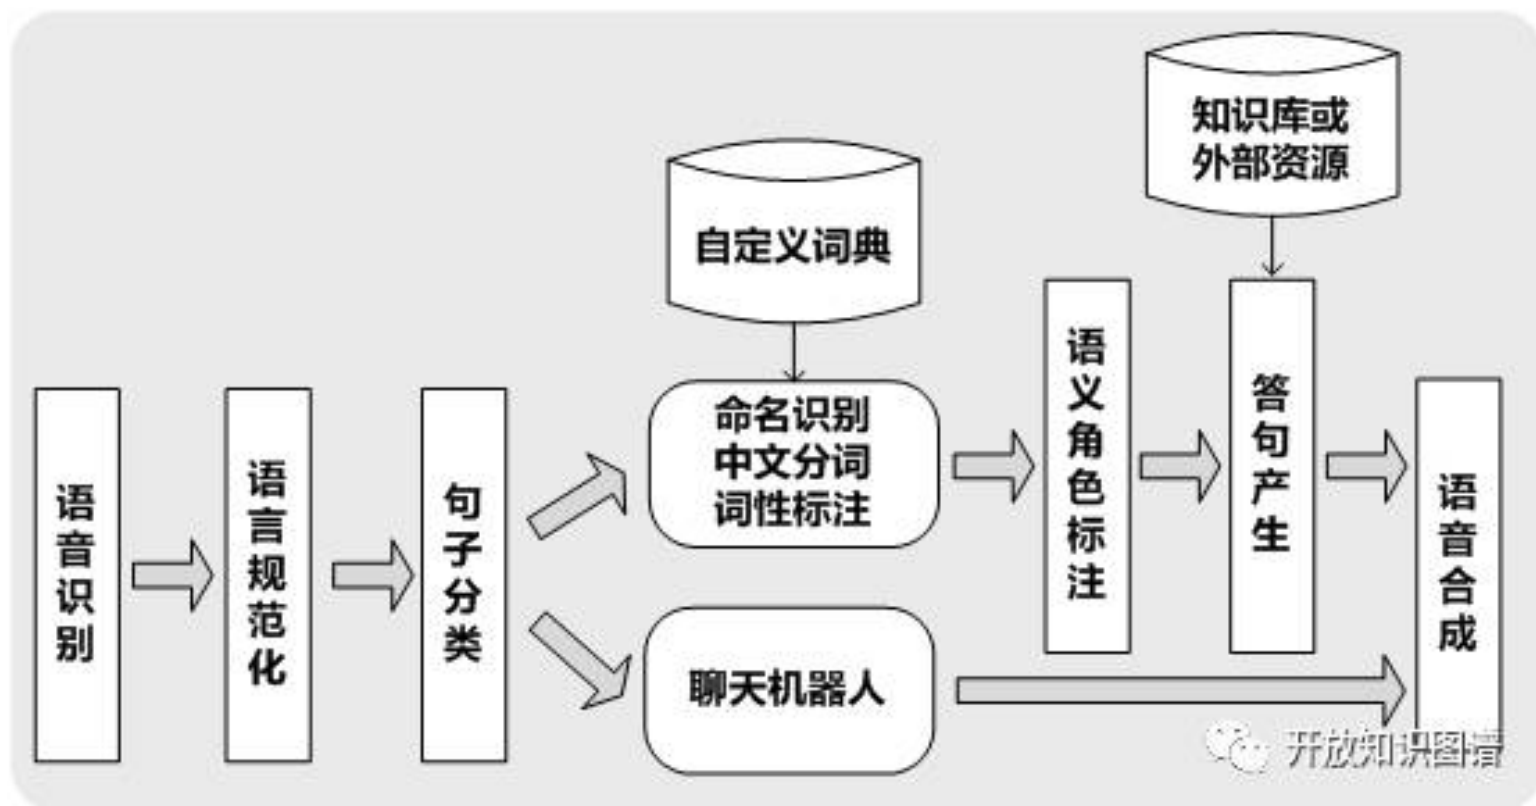 知识库或
外部资源
自定义词典
语音识别
语言规范化
句子分类
命名识别
中文分词
词性标注
聊天机器人
语义角色标注
答句产生
语音合成
开放知识图谱